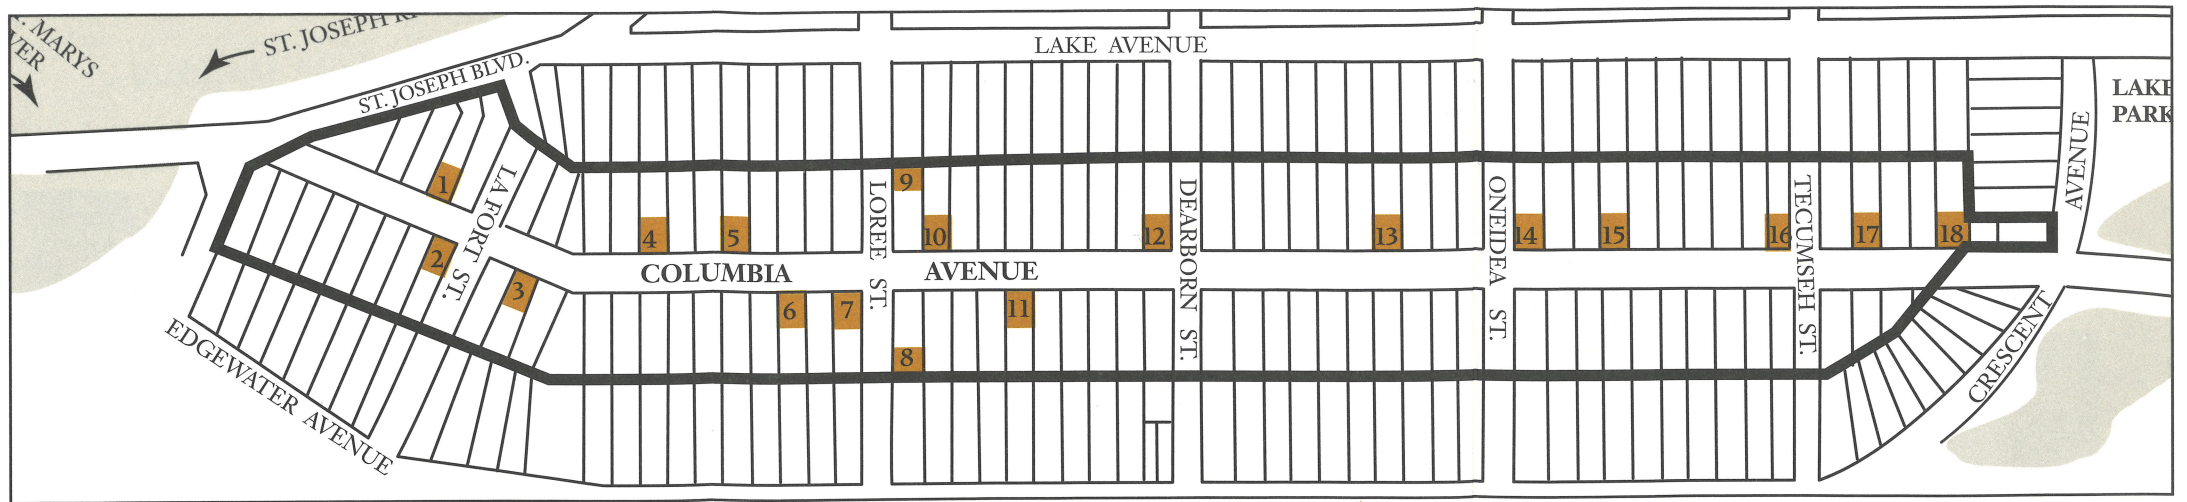 ST. JOSEPH
MARYS
LAKE AVENUE
ST. JOSEPH BLVD.
LAKE
PARK
AVENUE
1
LA FORT ST.
LOREE ST.
9
DEARBORN ST.
ONEIDEA ST.
TECUMSEH ST.
4
5
10
12
13
14
15
16
17
18
2
COLUMBIA AVENUE
3
6
7
11
8
EDGEWATER AVENUE
CRESCENT